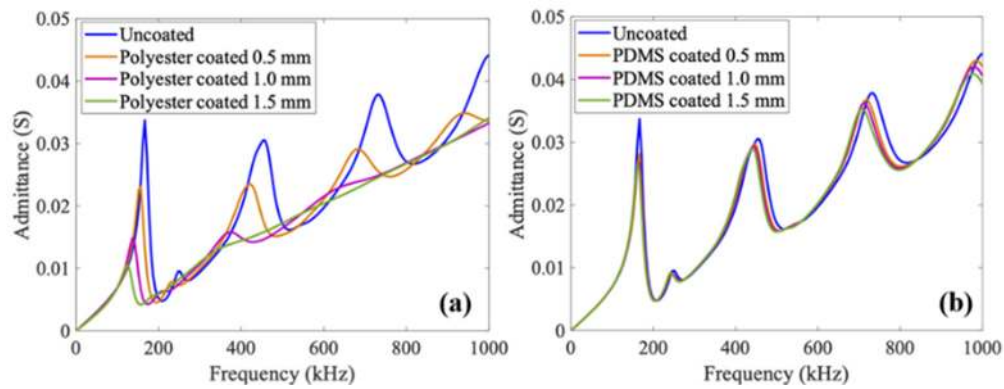 0.05
0.04
0.03
0.02
0.01
0
Admittance (S)
Uncoated
Polyester coated 0.5 mm
Polyester coated 1.0 mm
Polyester coated 1.5 mm
(a)
0 200 400 600 800 1000
Frequency (kHz)
0.05
0.04
0.03
0.02
0.01
0
Admittance (S)
Uncoated
PDMS coated 0.5 mm
PDMS coated 1.0 mm
PDMS coated 1.5 mm
(b)
0 200 400 600 800 1000
Frequency (kHz)